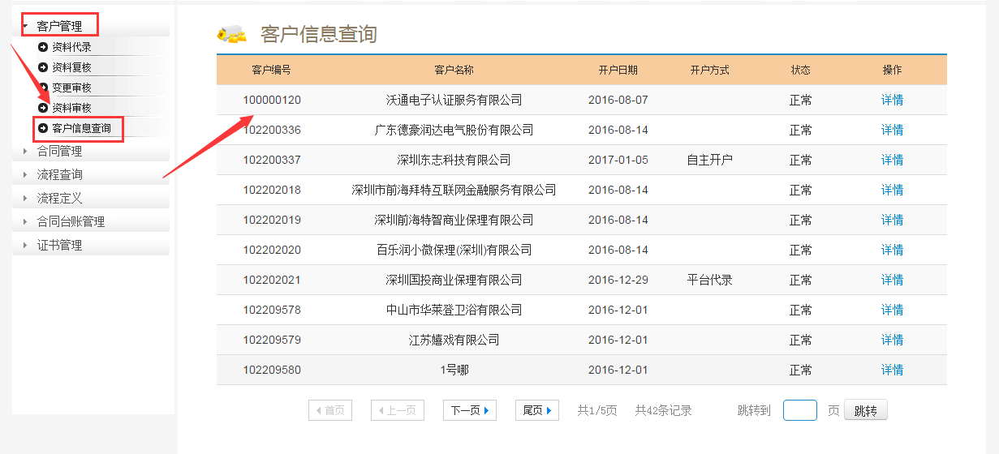 客户管理
资料代录
资料复核
变更审核
资料审核
客户信息查询
合同管理
流程查询
流程定义
合同台账管理
证书管理
客户信息查询
客户编号 客户名称 开户日期 开户方式 状态 操作
100000120 沃通电子认证服务有限公司 2016-08-07 正常 详情
102200336 广东德豪润达电气股份有限公司 2016-08-14 正常 详情
102200337 深圳东志科技有限公司 2017-01-05 自主开户 正常 详情
102202018 深圳市前海拜特互联网金融服务有限公司 2016-08-14 正常 详情
102202019 深圳前海特智商业保理有限公司 2016-08-14 正常 详情
102202020 百乐润小微保理(深圳)有限公司 2016-08-14 正常 详情
102202021 深圳国投商业保理有限公司 2016-12-29 平台代录 正常 详情
102209578 中山市华莱登卫浴有限公司 2016-12-01 正常 详情
102209579 江苏嬉戏有限公司 2016-12-01 正常 详情
102209580 1号哪 2016-12-01 正常 详情
首页 上一页 下一页 尾页 共1/5页 共42条记录 跳转到 页 跳转